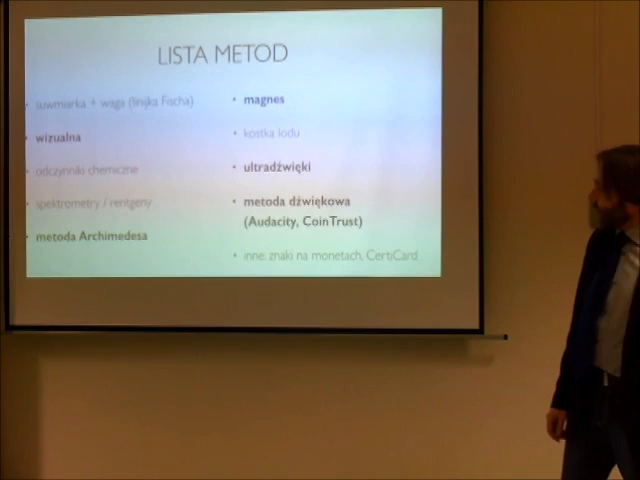 LISTA METOD
• suwmiarka + waga (linijka Fischa)
• wizualna
• odczynniki chemiczne
• spektrometry / rentgeny
• metoda Archimedesa
• magnes
• kostka lodu
• ultradźwięki
• metoda dźwiękowa
(Audacity, CoinTrust)
• inne: znaki na monetach, CertiCard